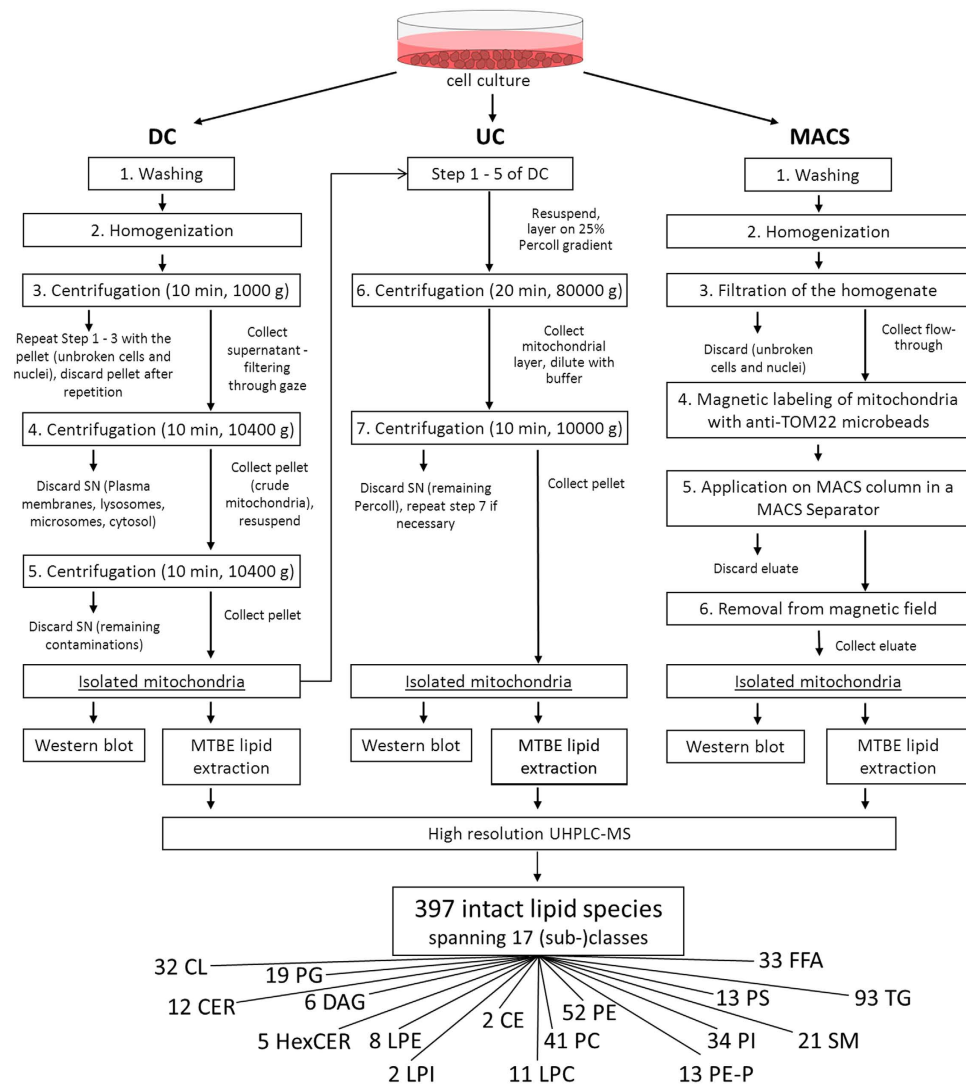 cell culture
DC
1. Washing
2. Homogenization
3. Centrifugation (10 min, 1000 g)
Repeat Step 1 - 3 with the
pellet (unbroken cells and
nuclei), discard pellet after
repetition
Collect
supernatant -
filtering
through gaze
4. Centrifugation (10 min, 10400 g)
Discard SN (Plasma
membranes, lysosomes,
microsomes, cytosol)
Collect pellet
(crude
mitochondria),
resuspend
5. Centrifugation (10 min, 10400 g)
Discard SN (remaining
contaminations)
Collect pellet
Isolated mitochondria
Western blot
MTBE lipid
extraction
UC
Step 1 - 5 of DC
Resuspend,
layer on 25%
Percoll gradient
6. Centrifugation (20 min, 80000 g)
Collect
mitochondrial
layer, dilute with
buffer
7. Centrifugation (10 min, 10000 g)
Discard SN (remaining
Percoll), repeat step 7 if
necessary
Collect pellet
Isolated mitochondria
Western blot
MTBE lipid
extraction
MACS
1. Washing
2. Homogenization
3. Filtration of the homogenate
Discard (unbroken
cells and nuclei)
Collect flow-
through
4. Magnetic labeling of mitochondria
with anti-TOM22 microbeads
5. Application on MACS column in a
MACS Separator
Discard eluate
6. Removal from magnetic field
Collect eluate
Isolated mitochondria
Western blot
MTBE lipid
extraction
High resolution UHPLC-MS
397 intact lipid species
spanning 17 (sub-)classes
32 CL
19 PG
33 FFA
12 CER
6 DAG
2 CE
52 PE
13 PS
93 TG
5 HexCER
8 LPE
41 PC
34 PI
21 SM
2 LPI
11 LPC
13 PE-P